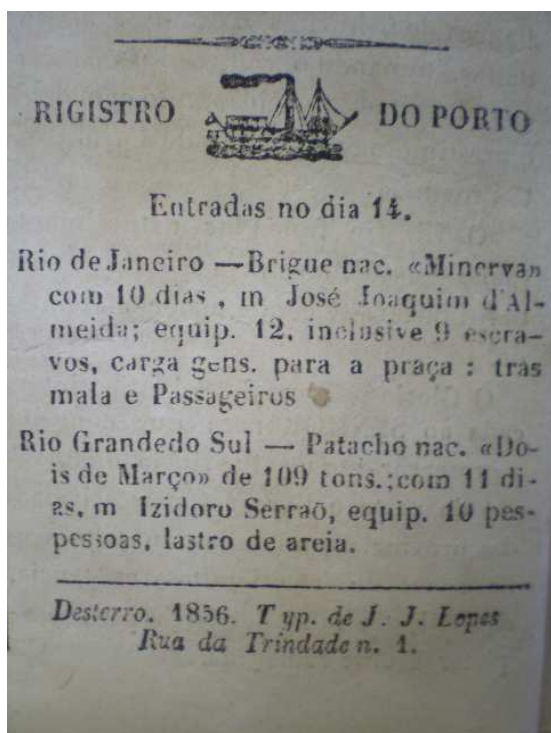 RIGISTRO DO PORTO
Entradas no dia 14.
Rio de Janeiro — Brigue nac. «Minerva»
com 10 dias , m José Joaquim d'Al-
meida; equip. 12, inclusive 9 escra-
vos, carga gens. para a praça : tras
mala e Passageiros
Rio Grandedo Sul — Patacho nac. «Do-
is de Março» de 109 tons.;com 11 di-
as, m Izidoro Serraõ, equip. 10 pes-
pessoas, lastro de areia.
Desterro. 1856. Typ. de J. J. Lopes
Rua da Trindade n. 1.